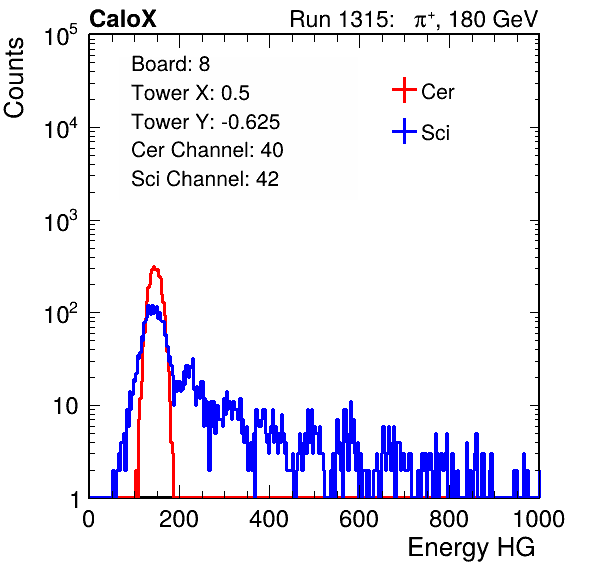 CaloX Run 1315: π⁺, 180 GeV
Board: 8
Tower X: 0.5
Tower Y: -0.625
Cer Channel: 40
Sci Channel: 42
Cer
Sci
Counts
10⁵
10⁴
10³
10²
10
1
0 200 400 600 800 1000
Energy HG